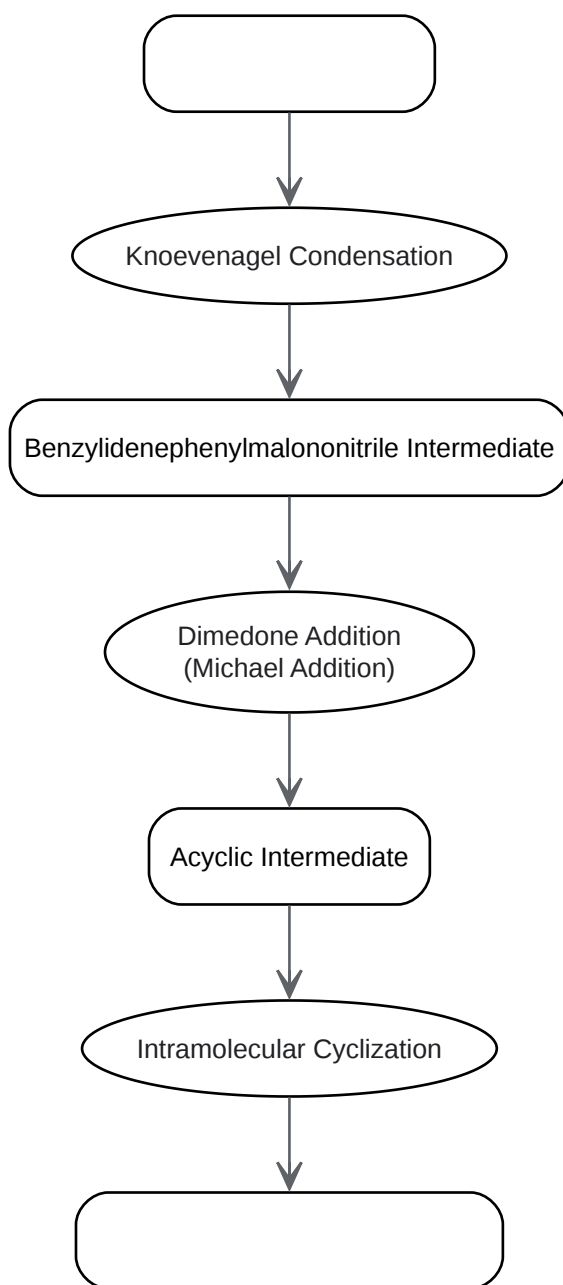 Knoevenagel Condensation
Benzylidenephenylmalononitrile Intermediate
Dimedone Addition
(Michael Addition)
Acyclic Intermediate
Intramolecular Cyclization